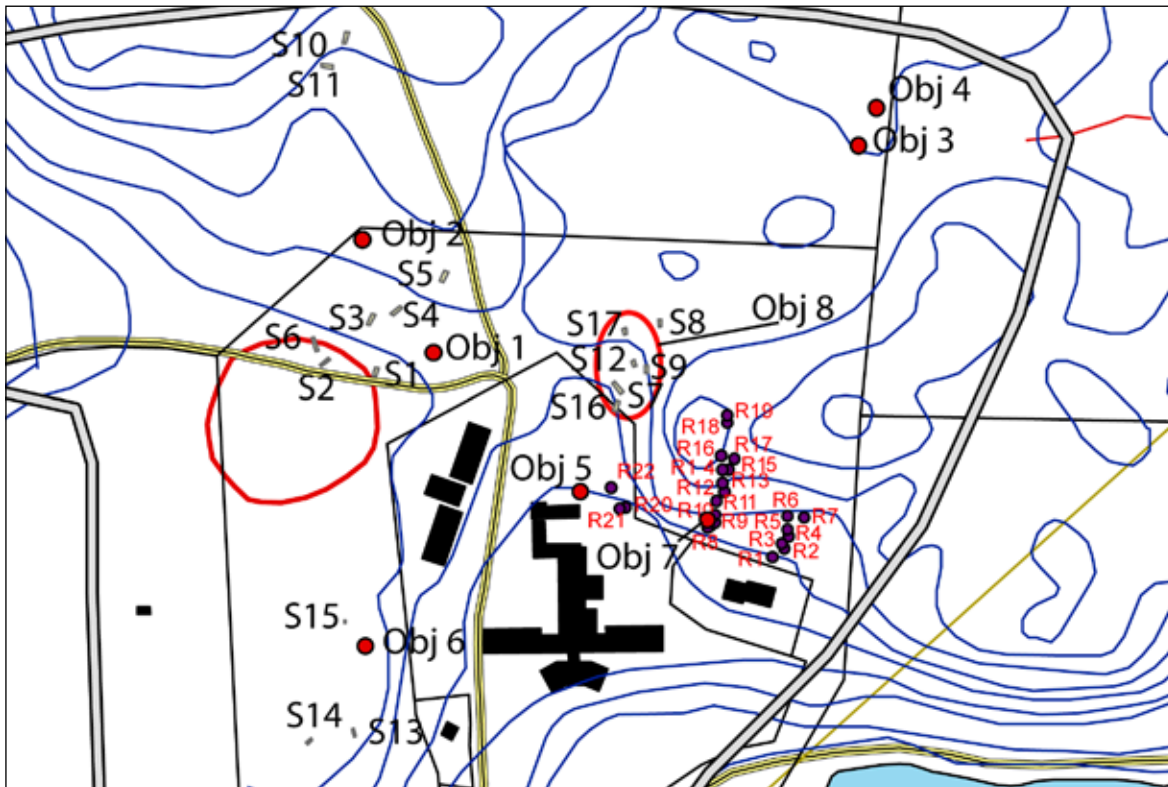 S10
S11
Obj 4
Obj 3
Obj 2
S5
Obj 8
S3
S4
S17
S8
S6
Obj 1
S12
S9
S2
S1
S7
S16
R19
R18
R16
R17
R1-4
R15
Obj 5
R22
R12
R13
R11
R6
R21
R20
R10
R9
R5
R7
R8
R3
R4
Obj 7
R1
R2
S15
Obj 6
S14
S13